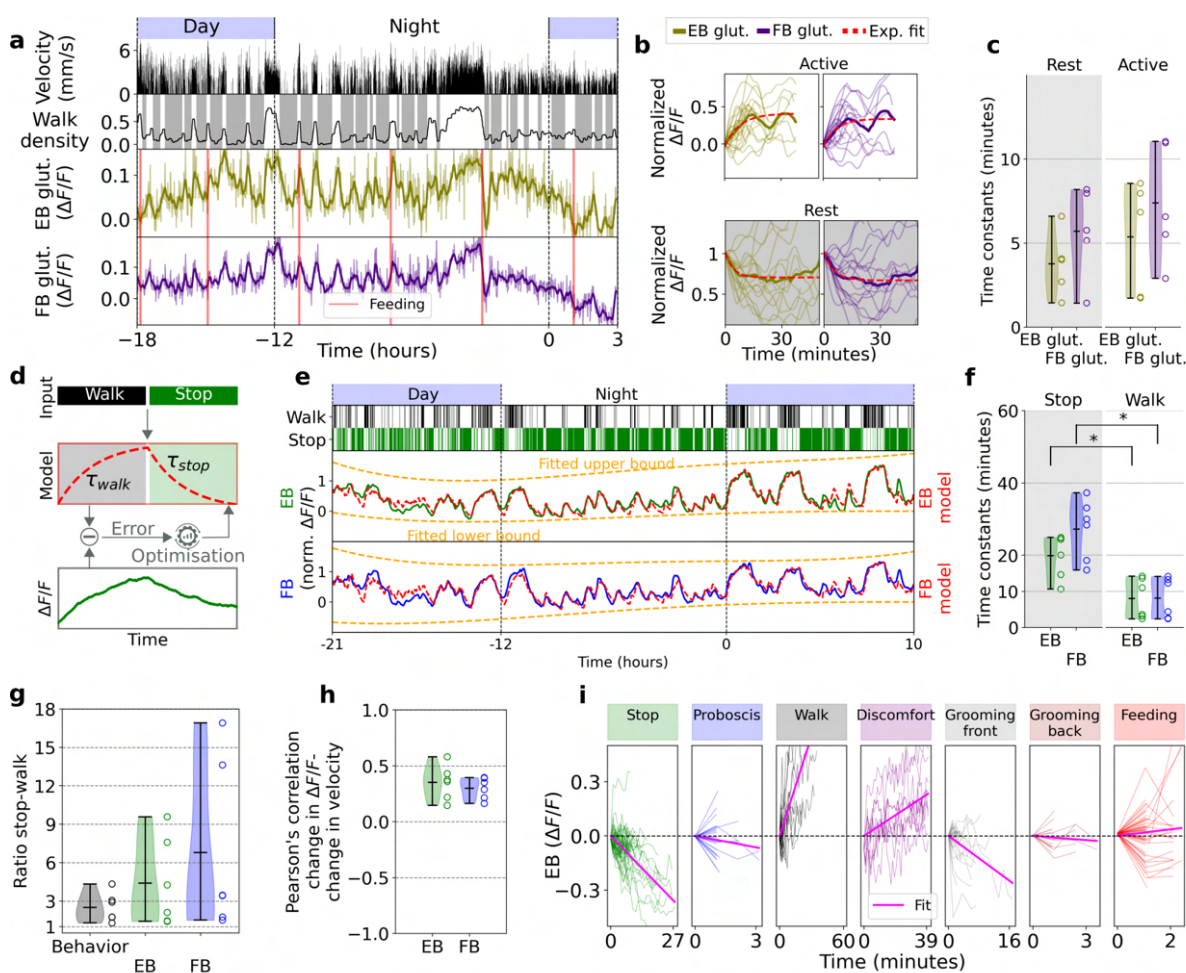 a
Day
Night
Velocity
(mm/s)
6
3
0
Walk
density
0.5
0.0
EB glut.
(ΔF/F)
0.1
0.0
FB glut.
(ΔF/F)
0.1
0.0
Feeding
−18
−12
0
3
Time (hours)
b
EB glut.
FB glut.
Exp. fit
Active
Normalized
ΔF/F
0.5
0.0
0
30
0
30
Rest
Normalized
ΔF/F
1.0
0.5
0
30
0
30
Time (minutes)
c
Rest
Active
Time constants (minutes)
10
5
0
EB glut.
FB glut.
EB glut.
FB glut.
d
Input
Walk
Stop
Model
τwalk
τstop
Error
Optimisation
ΔF/F
Time
e
Day
Night
Walk
Stop
Fitted upper bound
EB
1
0
EB
model
Fitted lower bound
FB
(norm. ΔF/F)
1
0
FB
model
-21
-12
0
10
Time (hours)
f
Stop
Walk
Time constants (minutes)
60
40
30
20
10
0
*
*
EB
FB
EB
FB
g
Ratio stop-walk
18
15
12
9
6
3
1
Behavior
EB
FB
h
Pearson's correlation
change in ΔF/F-
change in velocity
1.0
0.5
0.0
−0.5
−1.0
EB
FB
i
Stop
Proboscis
Walk
Discomfort
Grooming
front
Grooming
back
Feeding
EB (ΔF/F)
0.3
0.0
−0.3
Fit
0
27
0
3
0
60
0
39
0
16
0
3
0
2
Time (minutes)